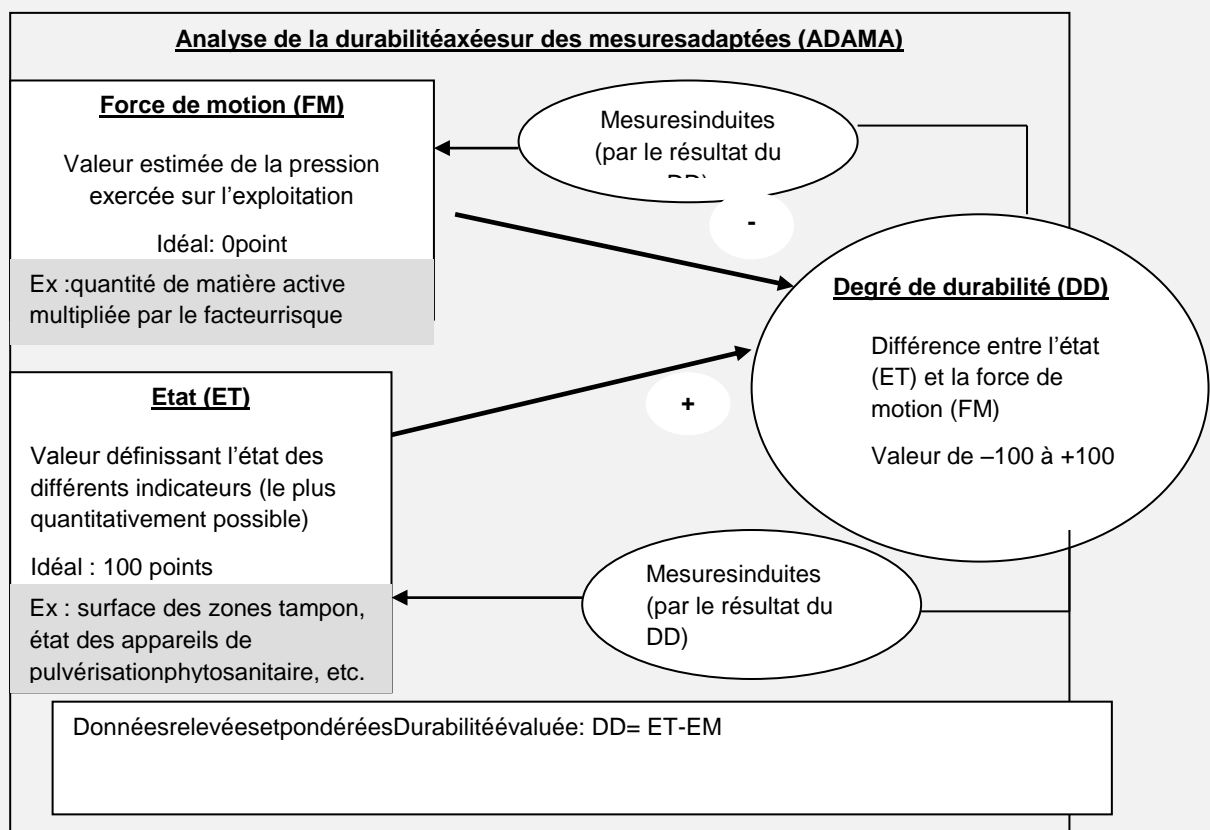 Analyse de la durabilitéaxéesur des mesuresadaptées (ADAMA)
Force de motion (FM)
Valeur estimée de la pression
exercée sur l’exploitation
Idéal: 0point
Ex :quantité de matière active
multipliée par le facteurrisque
Mesuresinduites
(par le résultat du
-
Degré de durabilité (DD)
Différence entre l’état
(ET) et la force de
motion (FM)
Valeur de –100 à +100
Etat (ET)
Valeur définissant l’état des
différents indicateurs (le plus
quantitativement possible)
Idéal : 100 points
Ex : surface des zones tampon,
état des appareils de
pulvérisationphytosanitaire, etc.
+
Mesuresinduites
(par le résultat du
DD)
DonnéesrelevéesetpondéréesDurabilitéévaluée: DD= ET-EM